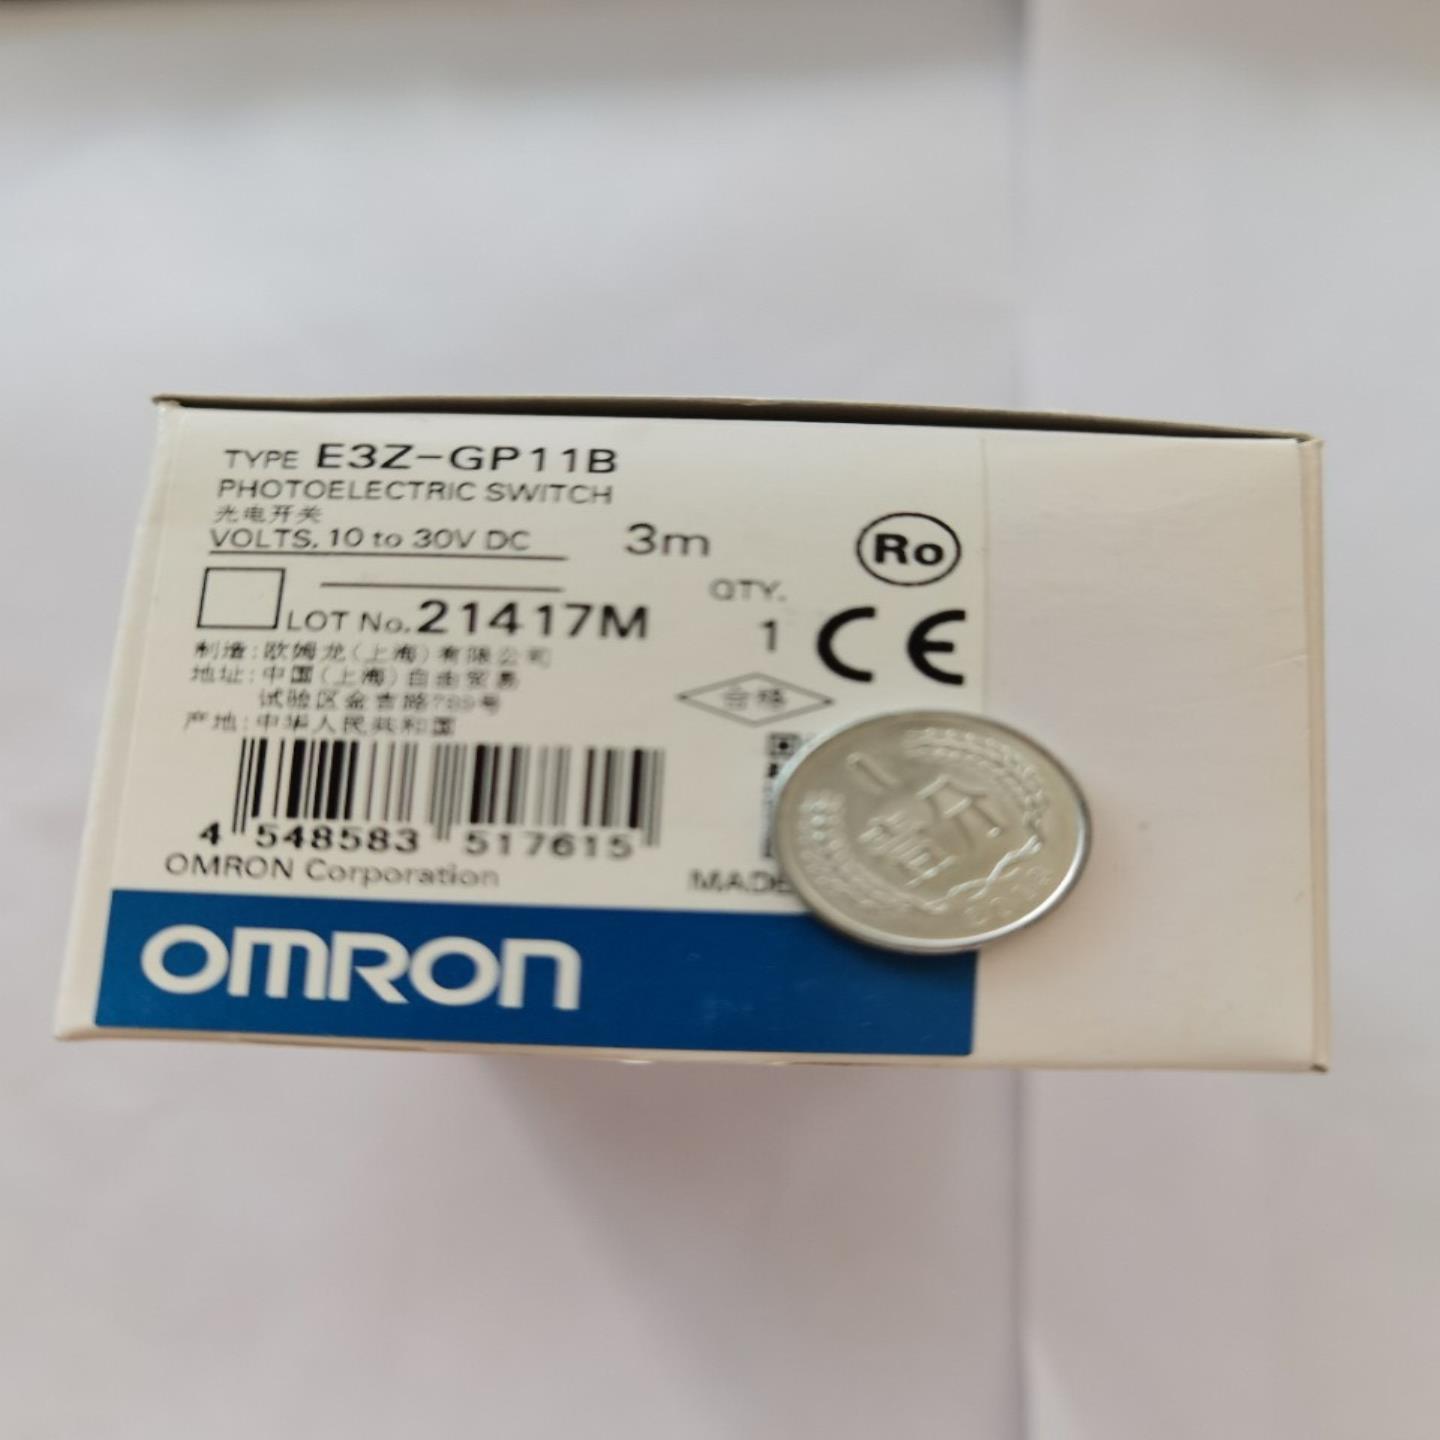 TYPE E3Z-GP11B
PHOTOELECTRIC SWITCH
光电开关
VOLTS. 10 to 30V DC
3m
Ro
QTY.
1
CE
LOT No. 21417M
制造:欧姆龙(上海)有限公司
地址:中国(上海)自由贸易
试验区金吉路789号
产地:中华人民共和国
合格
4 548583 517615
OMRON Corporation
MADE
OMRON
1